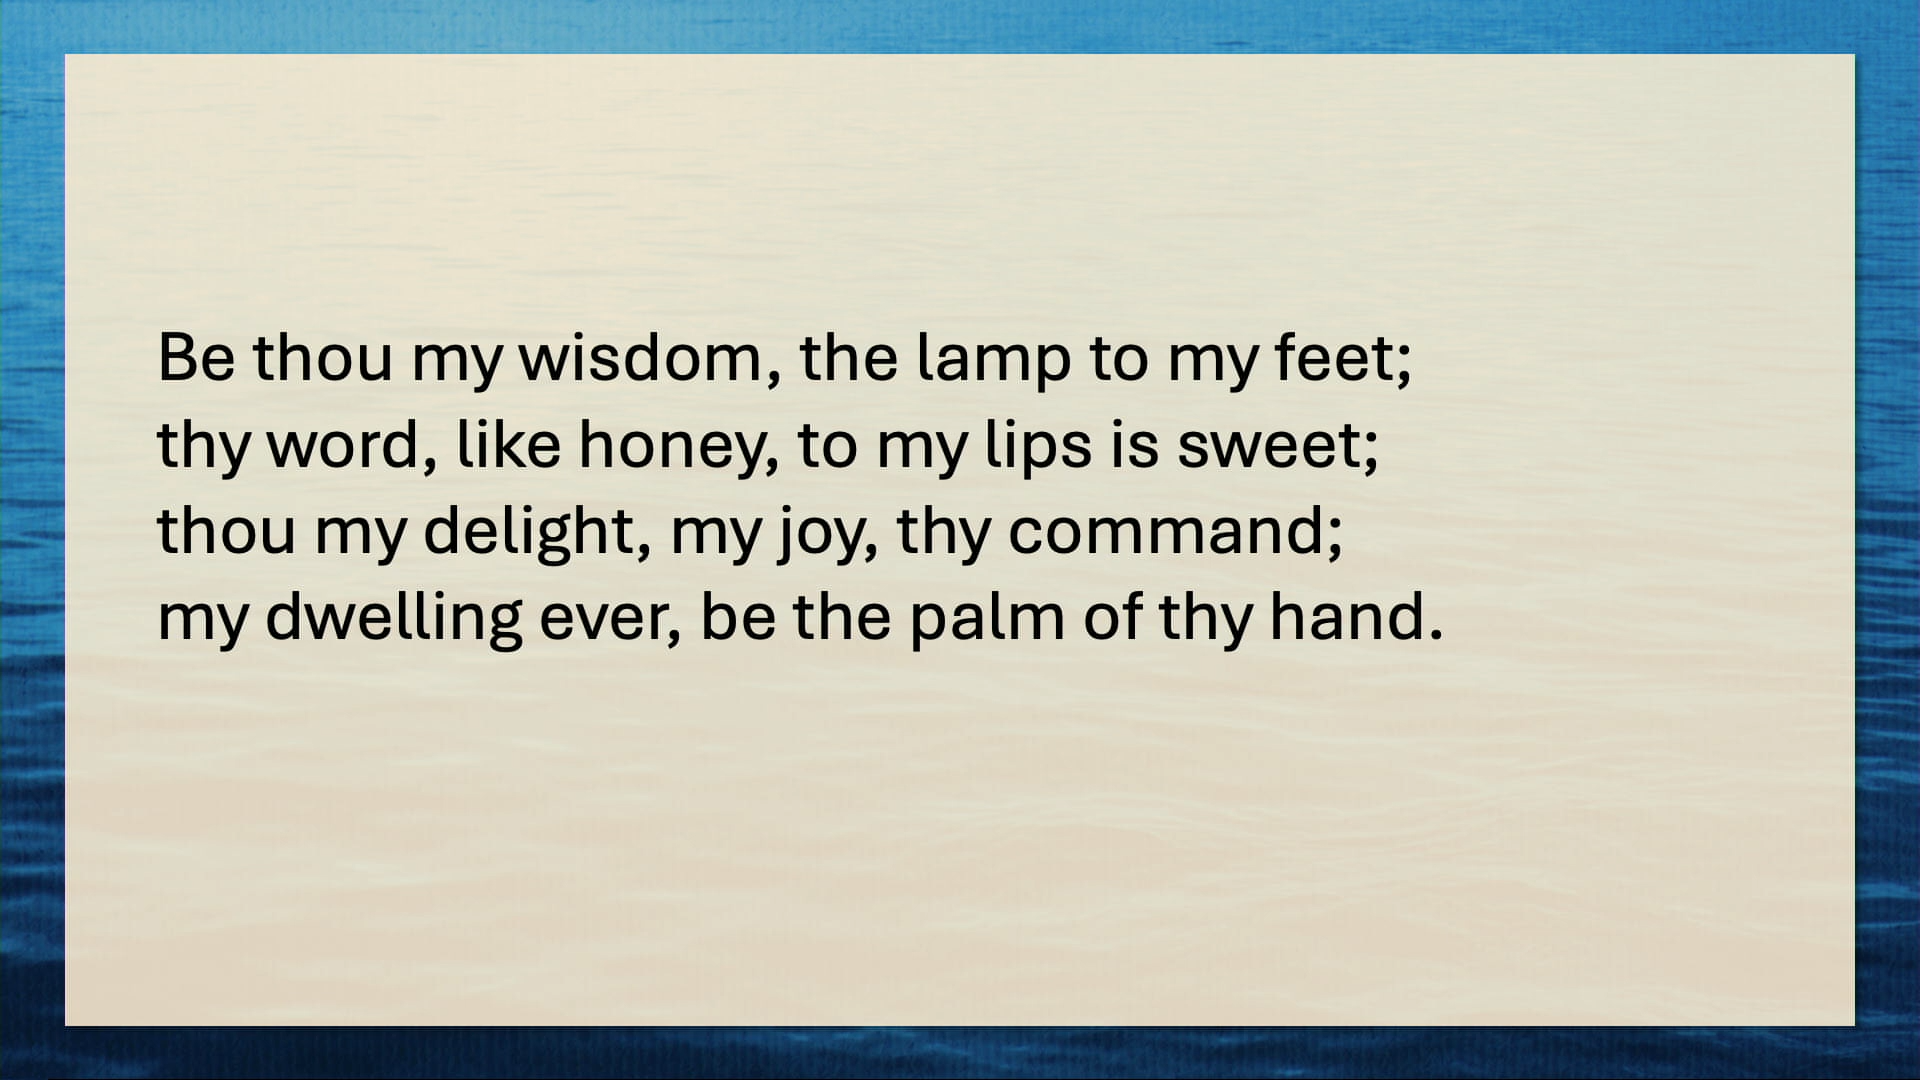 Be thou my wisdom, the lamp to my feet;
thy word, like honey, to my lips is sweet;
thou my delight, my joy, thy command;
my dwelling ever, be the palm of thy hand.